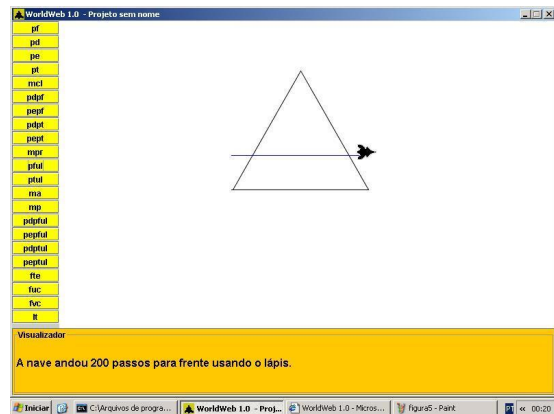 WorldWeb 1.0 - Projeto sem nome
pf
pd
pe
pt
mcl
pdpf
pepf
pdpt
pept
mpr
pful
ptul
ma
mp
pdpful
pepful
pdptul
peptul
fte
fuc
fvc
lt
Visualizador
A nave andou 200 passos para frente usando o lápis.
Iniciar C:\Arquivos de progra... WorldWeb 1.0 - Proj... WorldWeb 1.0 - Micros... figura5 - Paint PT « 00:20